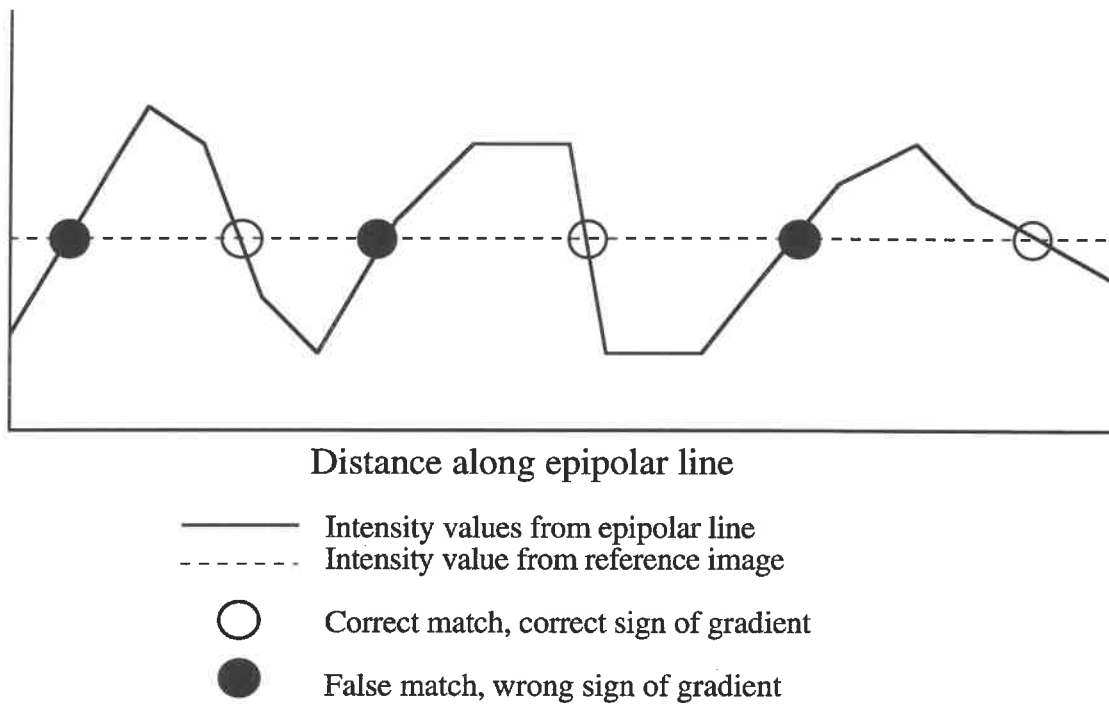 Distance along epipolar line
Intensity values from epipolar line
Intensity value from reference image
Correct match, correct sign of gradient
False match, wrong sign of gradient